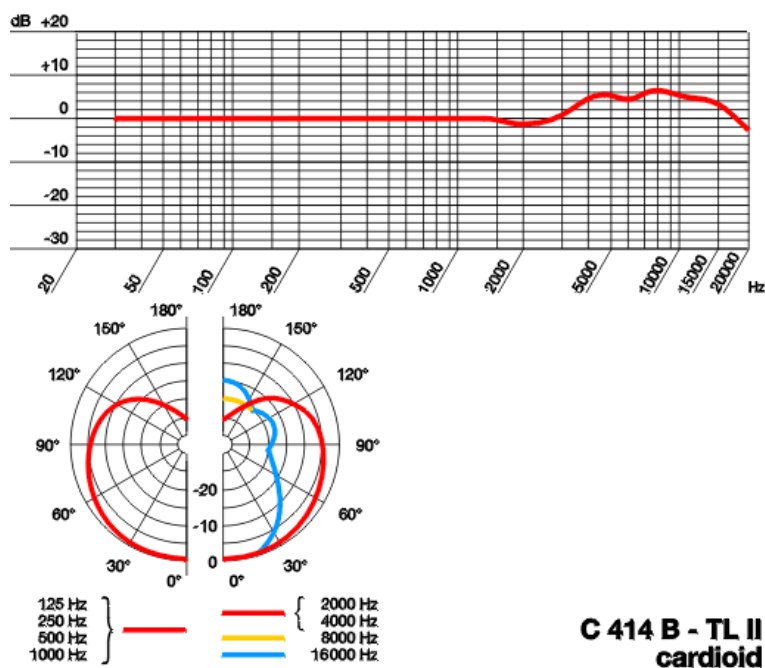 dB +20
+10
0
-10
-20
-30
20 50 100 200 500 1000 2000 5000 10000 15000 20000 Hz
180° 180°
150° 150°
120° 120°
90° 90°
60° 60°
30° 30°
0° 0°
-20
-10
0
125 Hz
250 Hz
500 Hz
1000 Hz
2000 Hz
4000 Hz
8000 Hz
16000 Hz
C 414 B - TL II
cardioid